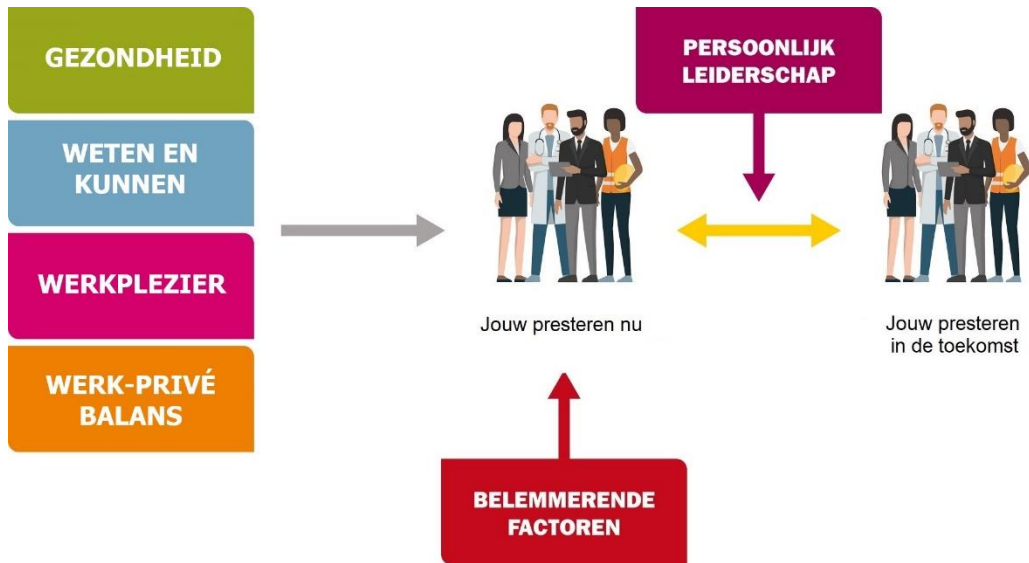 GEZONDHEID
WETEN EN
KUNNEN
WERKPLEZIER
WERK-PRIVÉ
BALANS
PERSOONLIJK
LEIDERSCHAP
Jouw presteren nu
Jouw presteren
in de toekomst
BELEMMERENDE
FACTOREN